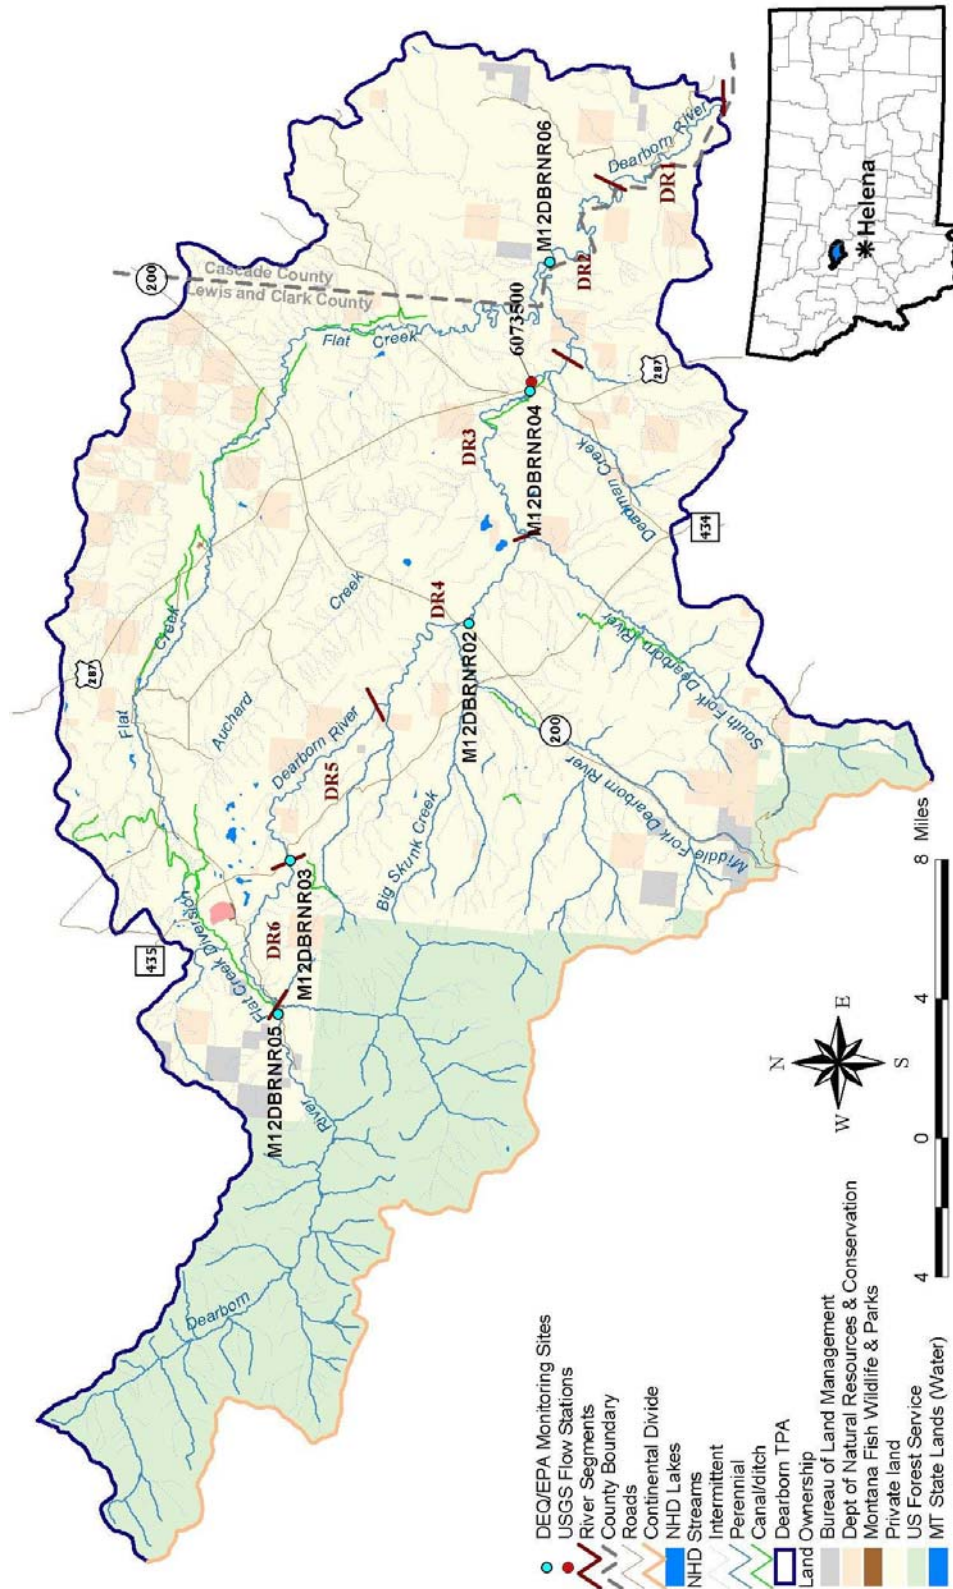 200
Cascade County
Lewis and Clark County
Flat
Creek
Dearborn River
DR1
M12DBRNR06
DR2
6073500
287
DR3
M12DBRNR04
Deadman Creek
434
287
Creek
Flat
Auchard
Creek
DR4
M12DBRNR02
South Fork Dearborn River
200
Middle Fork Dearborn River
Big Skunk Creek
Dearborn River
DR5
435
Flat Creek Diversion
DR6
M12DBRNR03
M12DBRNR05
River
Dearborn
Helena
N
E
S
W
4 0 4 8 Miles
DEQ/EPA Monitoring Sites
USGS Flow Stations
River Segments
County Boundary
Roads
Continental Divide
NHD Lakes
NHD Streams
Intermittent
Perennial
Canal/ditch
Dearborn TPA
Land Ownership
Bureau of Land Management
Dept of Natural Resources & Conservation
Montana Fish Wildlife & Parks
Private land
US Forest Service
MT State Lands (Water)